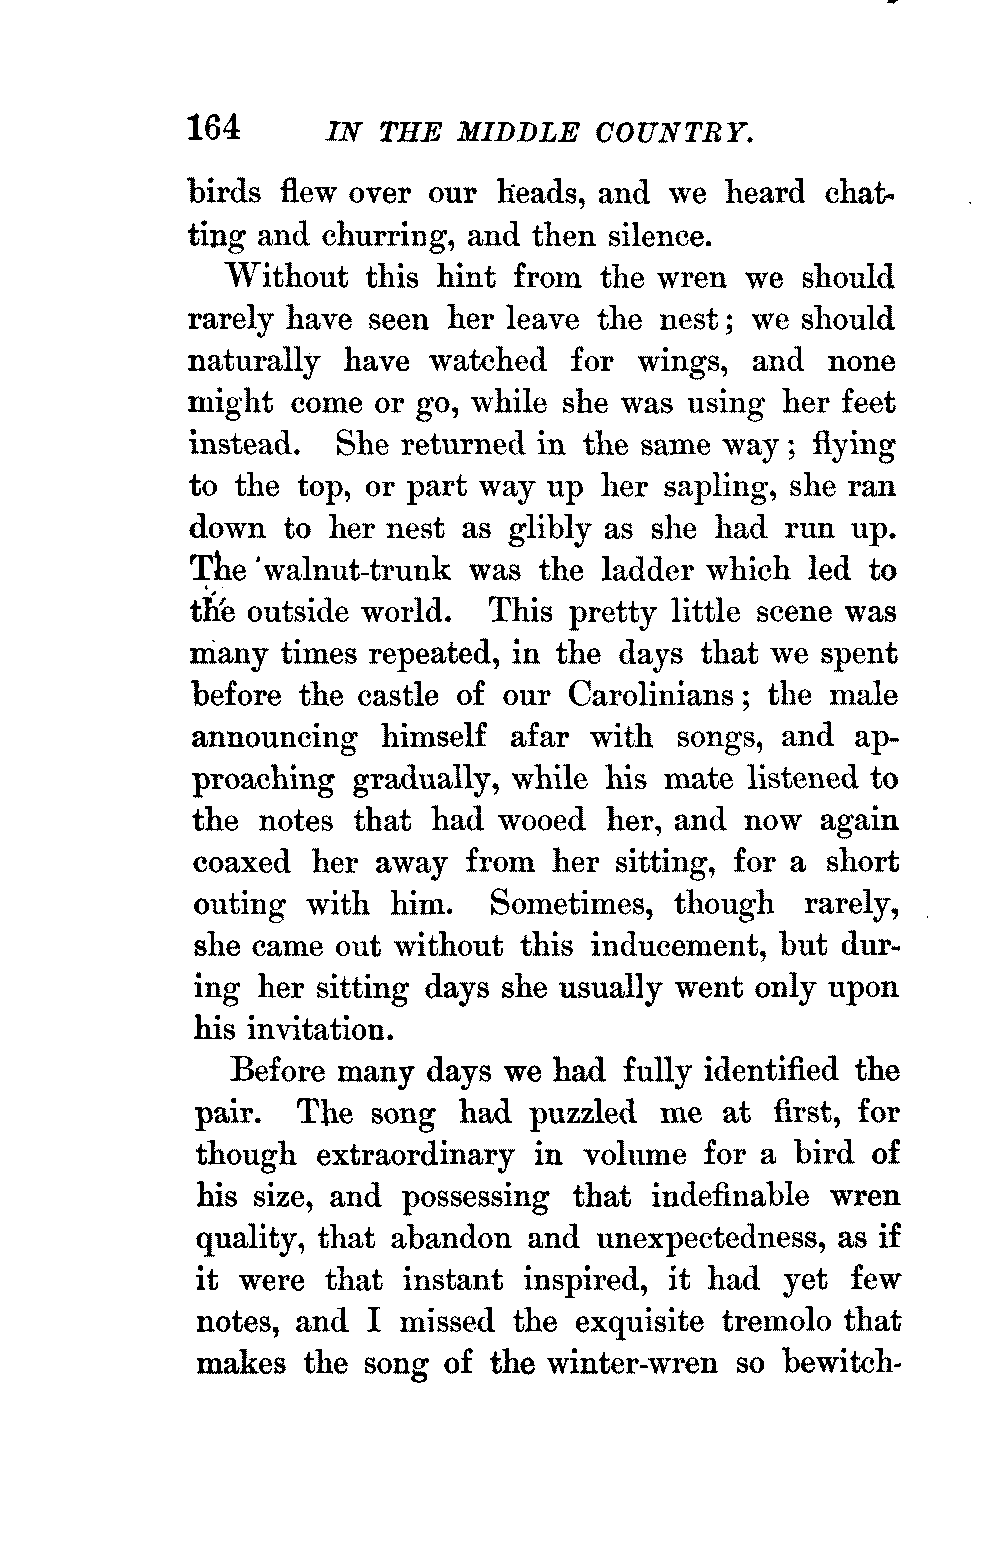 164 IN THE MIDDLE COUNTRY.
birds flew over our heads, and we heard chat-
ting and churring, and then silence.
Without this hint from the wren we should
rarely have seen her leave the nest; we should
naturally have watched for wings, and none
might come or go, while she was using her feet
instead. She returned in the same way; flying
to the top, or part way up her sapling, she ran
down to her nest as glibly as she had run up.
The walnut-trunk was the ladder which led to
the outside world. This pretty little scene was
many times repeated, in the days that we spent
before the castle of our Carolinians; the male
announcing himself afar with songs, and ap-
proaching gradually, while his mate listened to
the notes that had wooed her, and now again
coaxed her away from her sitting, for a short
outing with him. Sometimes, though rarely,
she came out without this inducement, but dur-
ing her sitting days she usually went only upon
his invitation.
Before many days we had fully identified the
pair. The song had puzzled me at first, for
though extraordinary in volume for a bird of
his size, and possessing that indefinable wren
quality, that abandon and unexpectedness, as if
it were that instant inspired, it had yet few
notes, and I missed the exquisite tremolo that
makes the song of the winter-wren so bewitch-